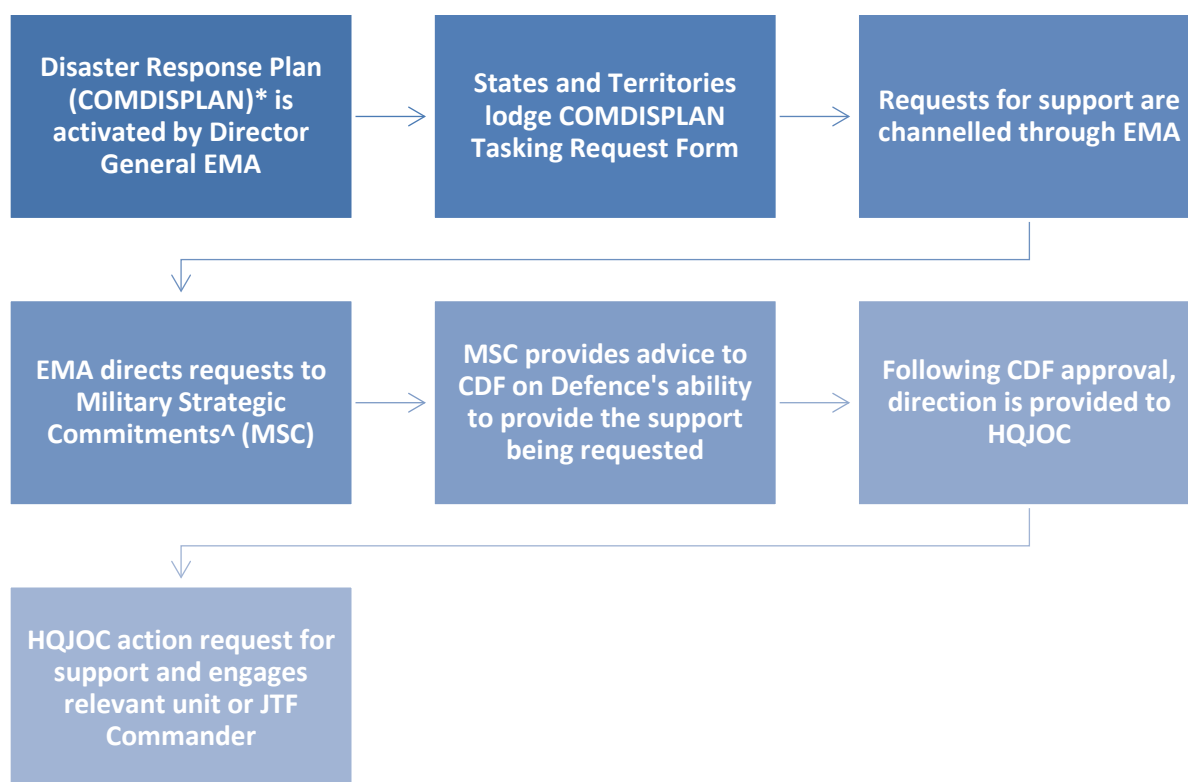 Disaster Response Plan
(COMDISPLAN)* is
activated by Director
General EMA
States and Territories
lodge COMDISPLAN
Tasking Request Form
Requests for support are
channelled through EMA
EMA directs requests to
Military Strategic
Commitments^ (MSC)
MSC provides advice to
CDF on Defence's ability
to provide the support
being requested
Following CDF approval,
direction is provided to
HQJOC
HQJOC action request for
support and engages
relevant unit or JTF
Commander